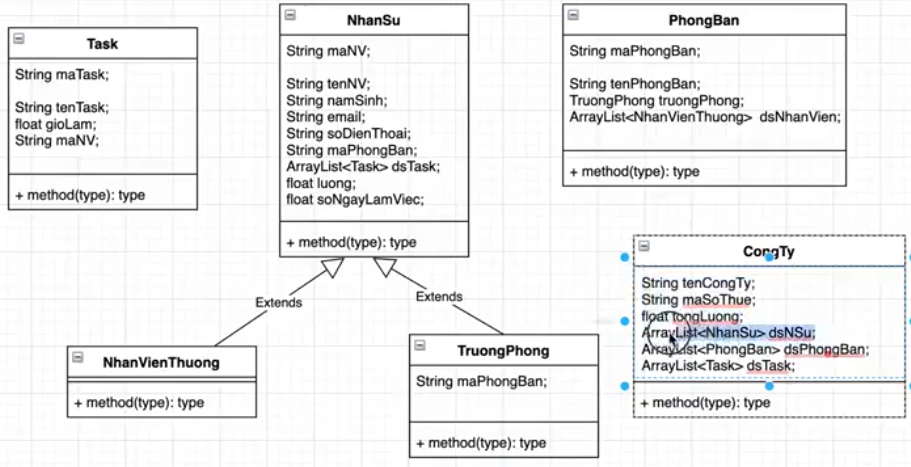 Task
String maTask;
String tenTask;
float gioLam;
String maNV;
+ method(type): type
NhanSu
String maNV;
String tenNV;
String namSinh;
String email;
String soDienThoai;
String maPhongBan;
ArrayList<Task> dsTask;
float luong;
float soNgayLamViec;
+ method(type): type
PhongBan
String maPhongBan;
String tenPhongBan;
TruongPhong truongPhong;
ArrayList<NhanVienThuong> dsNhanVien;
+ method(type): type
Extends
Extends
NhanVienThuong
+ method(type): type
TruongPhong
String maPhongBan;
+ method(type): type
CongTy
String tenCongTy;
String maSoThue;
float tongLuong;
ArrayList<NhanSu> dsNSu;
ArrayList<PhongBan> dsPhongBan;
ArrayList<Task> dsTask;
+ method(type): type